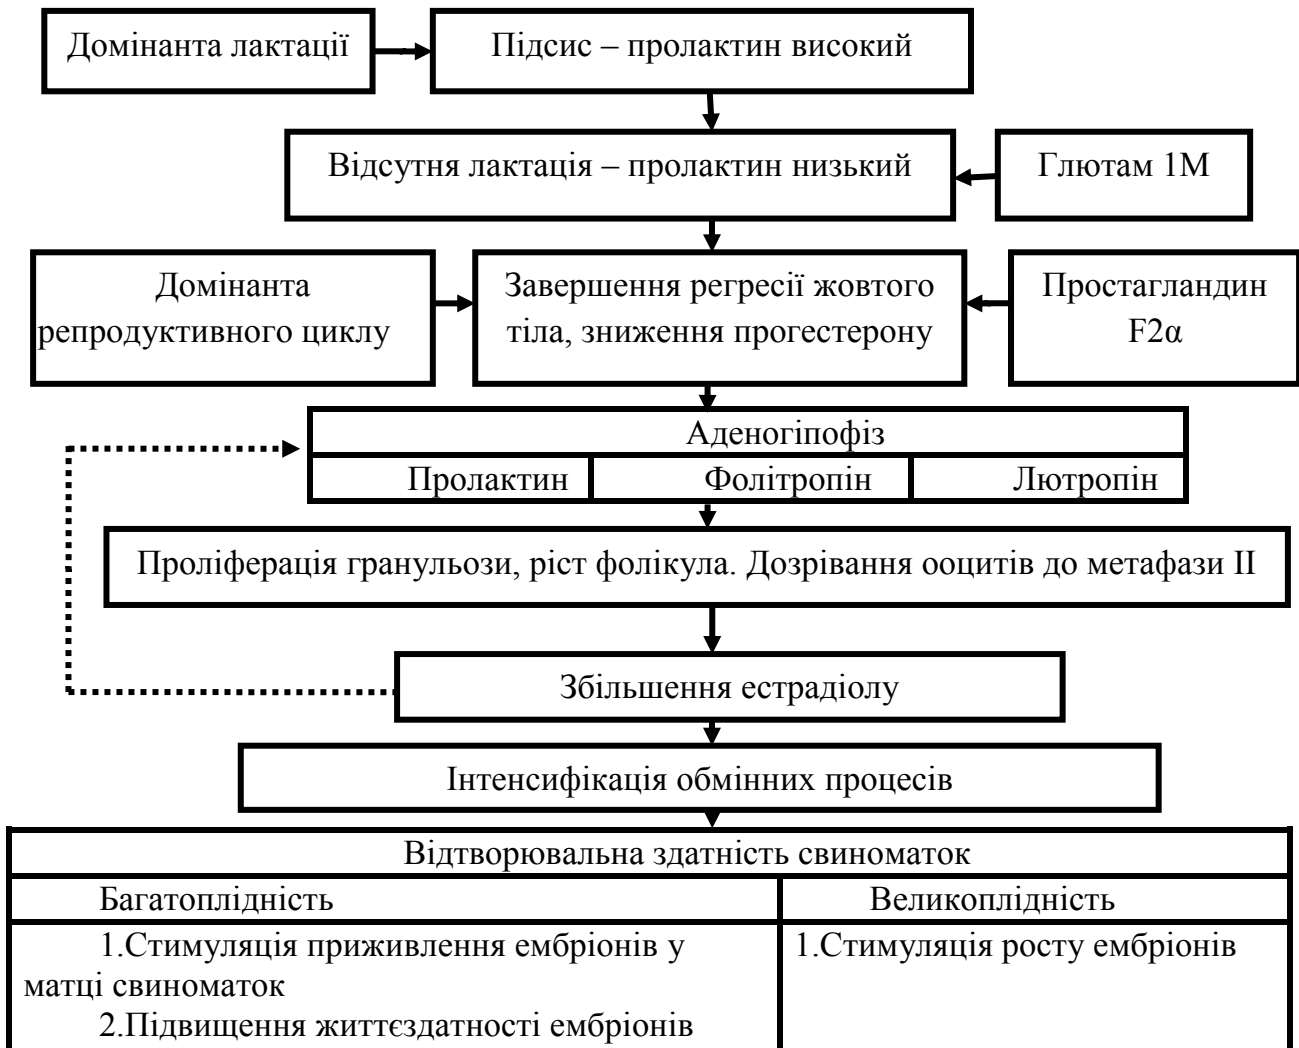 Домінанта лактації
Підсис – пролактин високий
Відсутня лактація – пролактин низький
Глютам 1М
Домінанта
репродуктивного циклу
Завершення регресії жовтого
тіла, зниження прогестерону
Простагландин
F2α
Аденогіпофіз
Пролактин
Фолітропін
Лютропін
Проліферація гранульози, ріст фолікула. Дозрівання ооцитів до метафази II
Збільшення естрадіолу
Інтенсифікація обмінних процесів
Відтворювальна здатність свиноматок
Багатоплідність
Великоплідність
1.Стимуляція приживлення ембріонів у
матці свиноматок
2.Підвищення життєздатності ембріонів
1.Стимуляція росту ембріонів